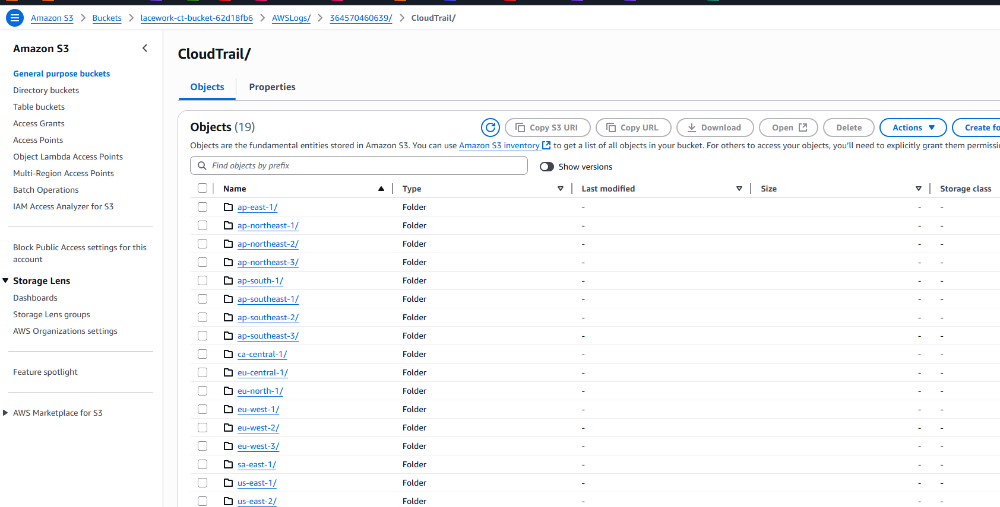 Amazon S3 > Buckets > lacework-ct-bucket-62d18fb6 > AWSLogs/ > 364570460639/ > CloudTrail/
Amazon S3
General purpose buckets
Directory buckets
Table buckets
Access Grants
Access Points
Object Lambda Access Points
Multi-Region Access Points
Batch Operations
IAM Access Analyzer for S3
Block Public Access settings for this
account
Storage Lens
Dashboards
Storage Lens groups
AWS Organizations settings
Feature spotlight
AWS Marketplace for S3
CloudTrail/
Objects Properties
Objects (19)
Copy S3 URI Copy URL Download Open Delete Actions Create fo
Objects are the fundamental entities stored in Amazon S3. You can use Amazon S3 inventory to get a list of all objects in your bucket. For others to access your objects, you'll need to explicitly grant them permissi
Find objects by prefix Show versions
Name Type Last modified Size Storage class
ap-east-1/ Folder - - -
ap-northeast-1/ Folder - - -
ap-northeast-2/ Folder - - -
ap-northeast-3/ Folder - - -
ap-south-1/ Folder - - -
ap-southeast-1/ Folder - - -
ap-southeast-2/ Folder - - -
ap-southeast-3/ Folder - - -
ca-central-1/ Folder - - -
eu-central-1/ Folder - - -
eu-north-1/ Folder - - -
eu-west-1/ Folder - - -
eu-west-2/ Folder - - -
eu-west-3/ Folder - - -
sa-east-1/ Folder - - -
us-east-1/ Folder - - -
us-east-2/ Folder - - -